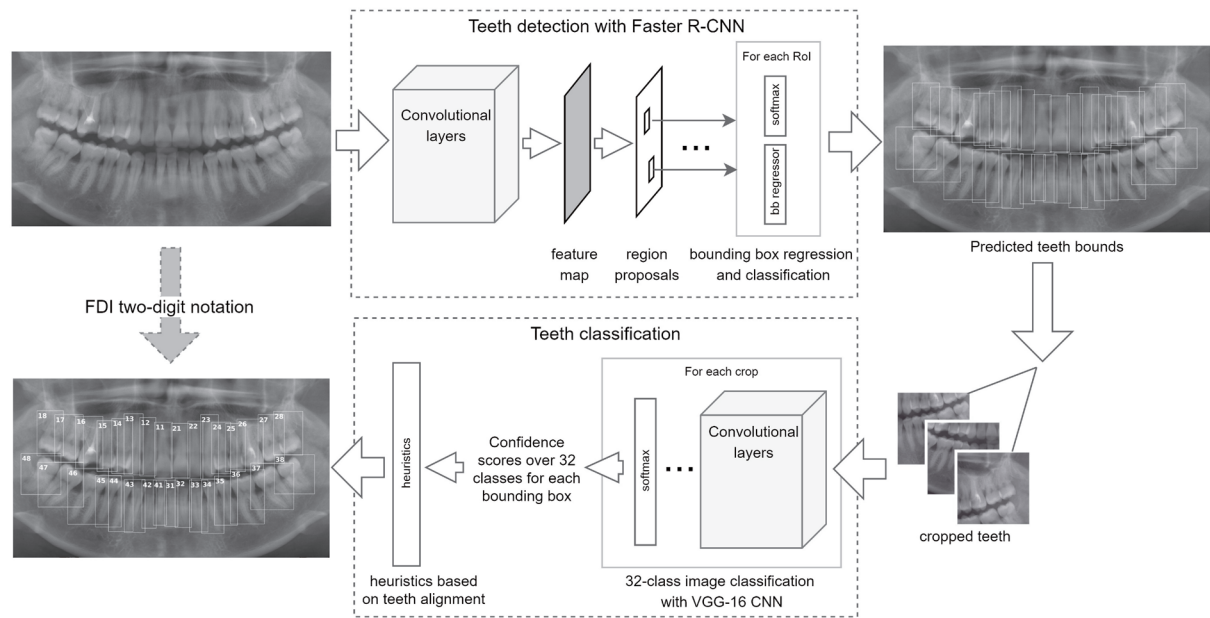 Teeth detection with Faster R-CNN
For each RoI
Convolutional
layers
softmax
bb regressor
feature
map
region
proposals
bounding box regression
and classification
Predicted teeth bounds
FDI two-digit notation
Teeth classification
For each crop
Convolutional
layers
softmax
Confidence
scores over 32
classes for each
bounding box
heuristics
heuristics based
on teeth alignment
32-class image classification
with VGG-16 CNN
cropped teeth
18 17 16 15 14 13 12 11 21 22 23 24 25 26 27 28
48 47 46 45 44 43 42 41 31 32 33 34 35 36 37 38